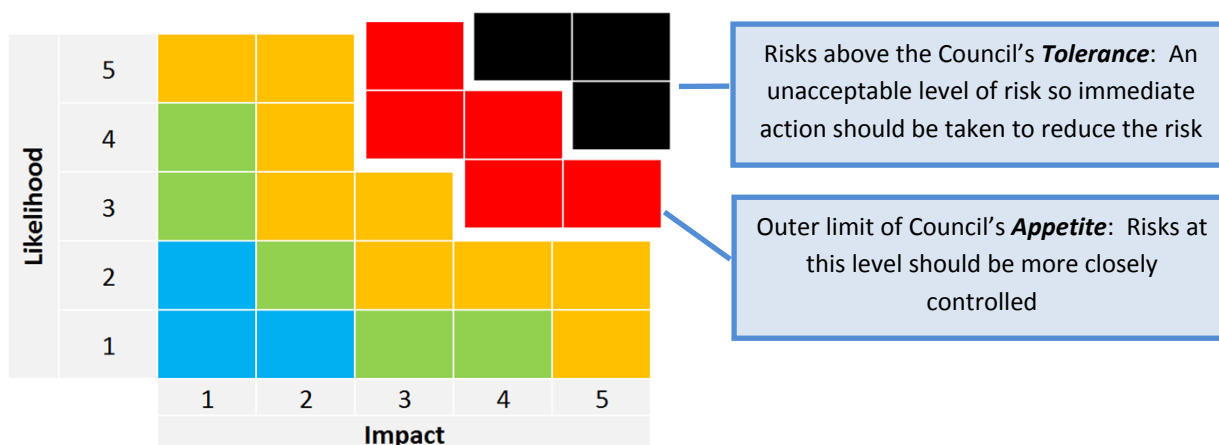 Likelihood
5
4
3
2
1
1 2 3 4 5
Impact
Risks above the Council’s Tolerance: An
unacceptable level of risk so immediate
action should be taken to reduce the risk
Outer limit of Council’s Appetite: Risks at
this level should be more closely
controlled